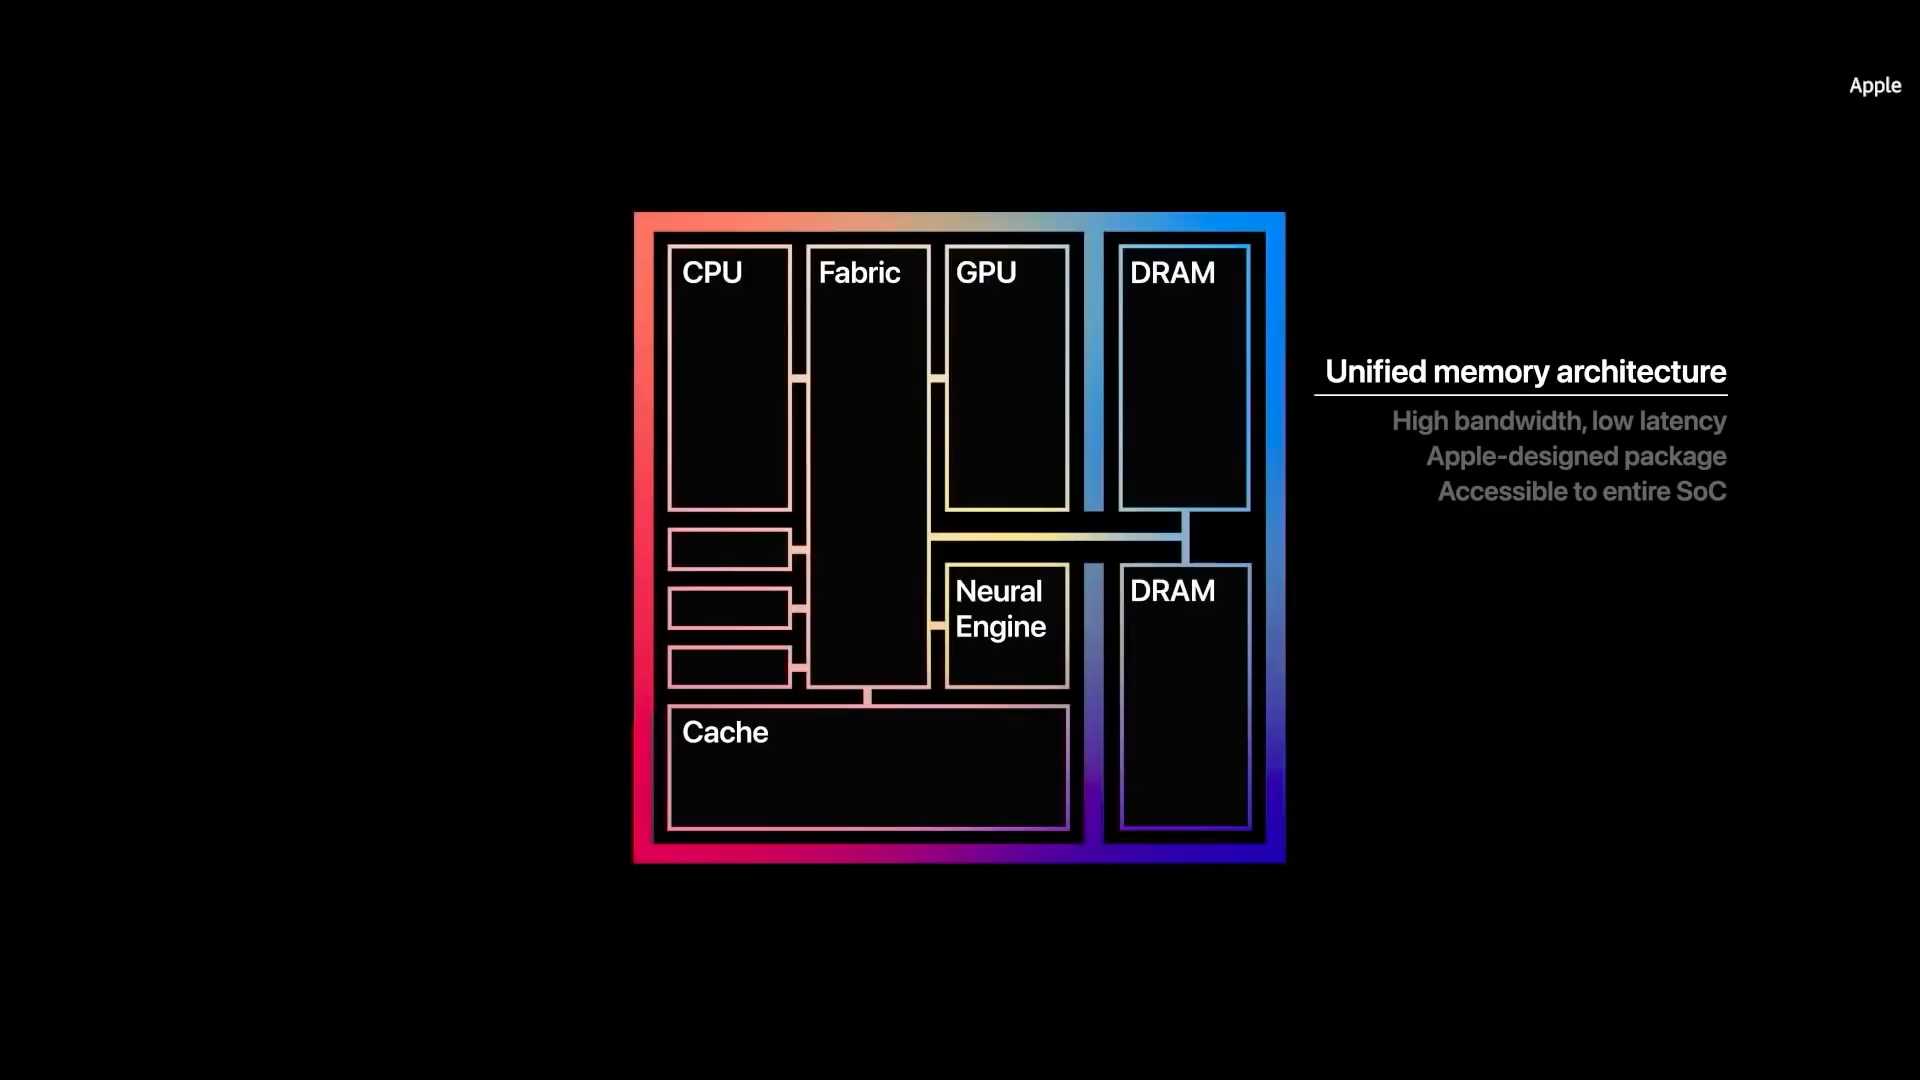 Apple
CPU
Fabric
GPU
DRAM
Unified memory architecture
High bandwidth, low latency
Apple-designed package
Accessible to entire SoC
Neural
Engine
DRAM
Cache